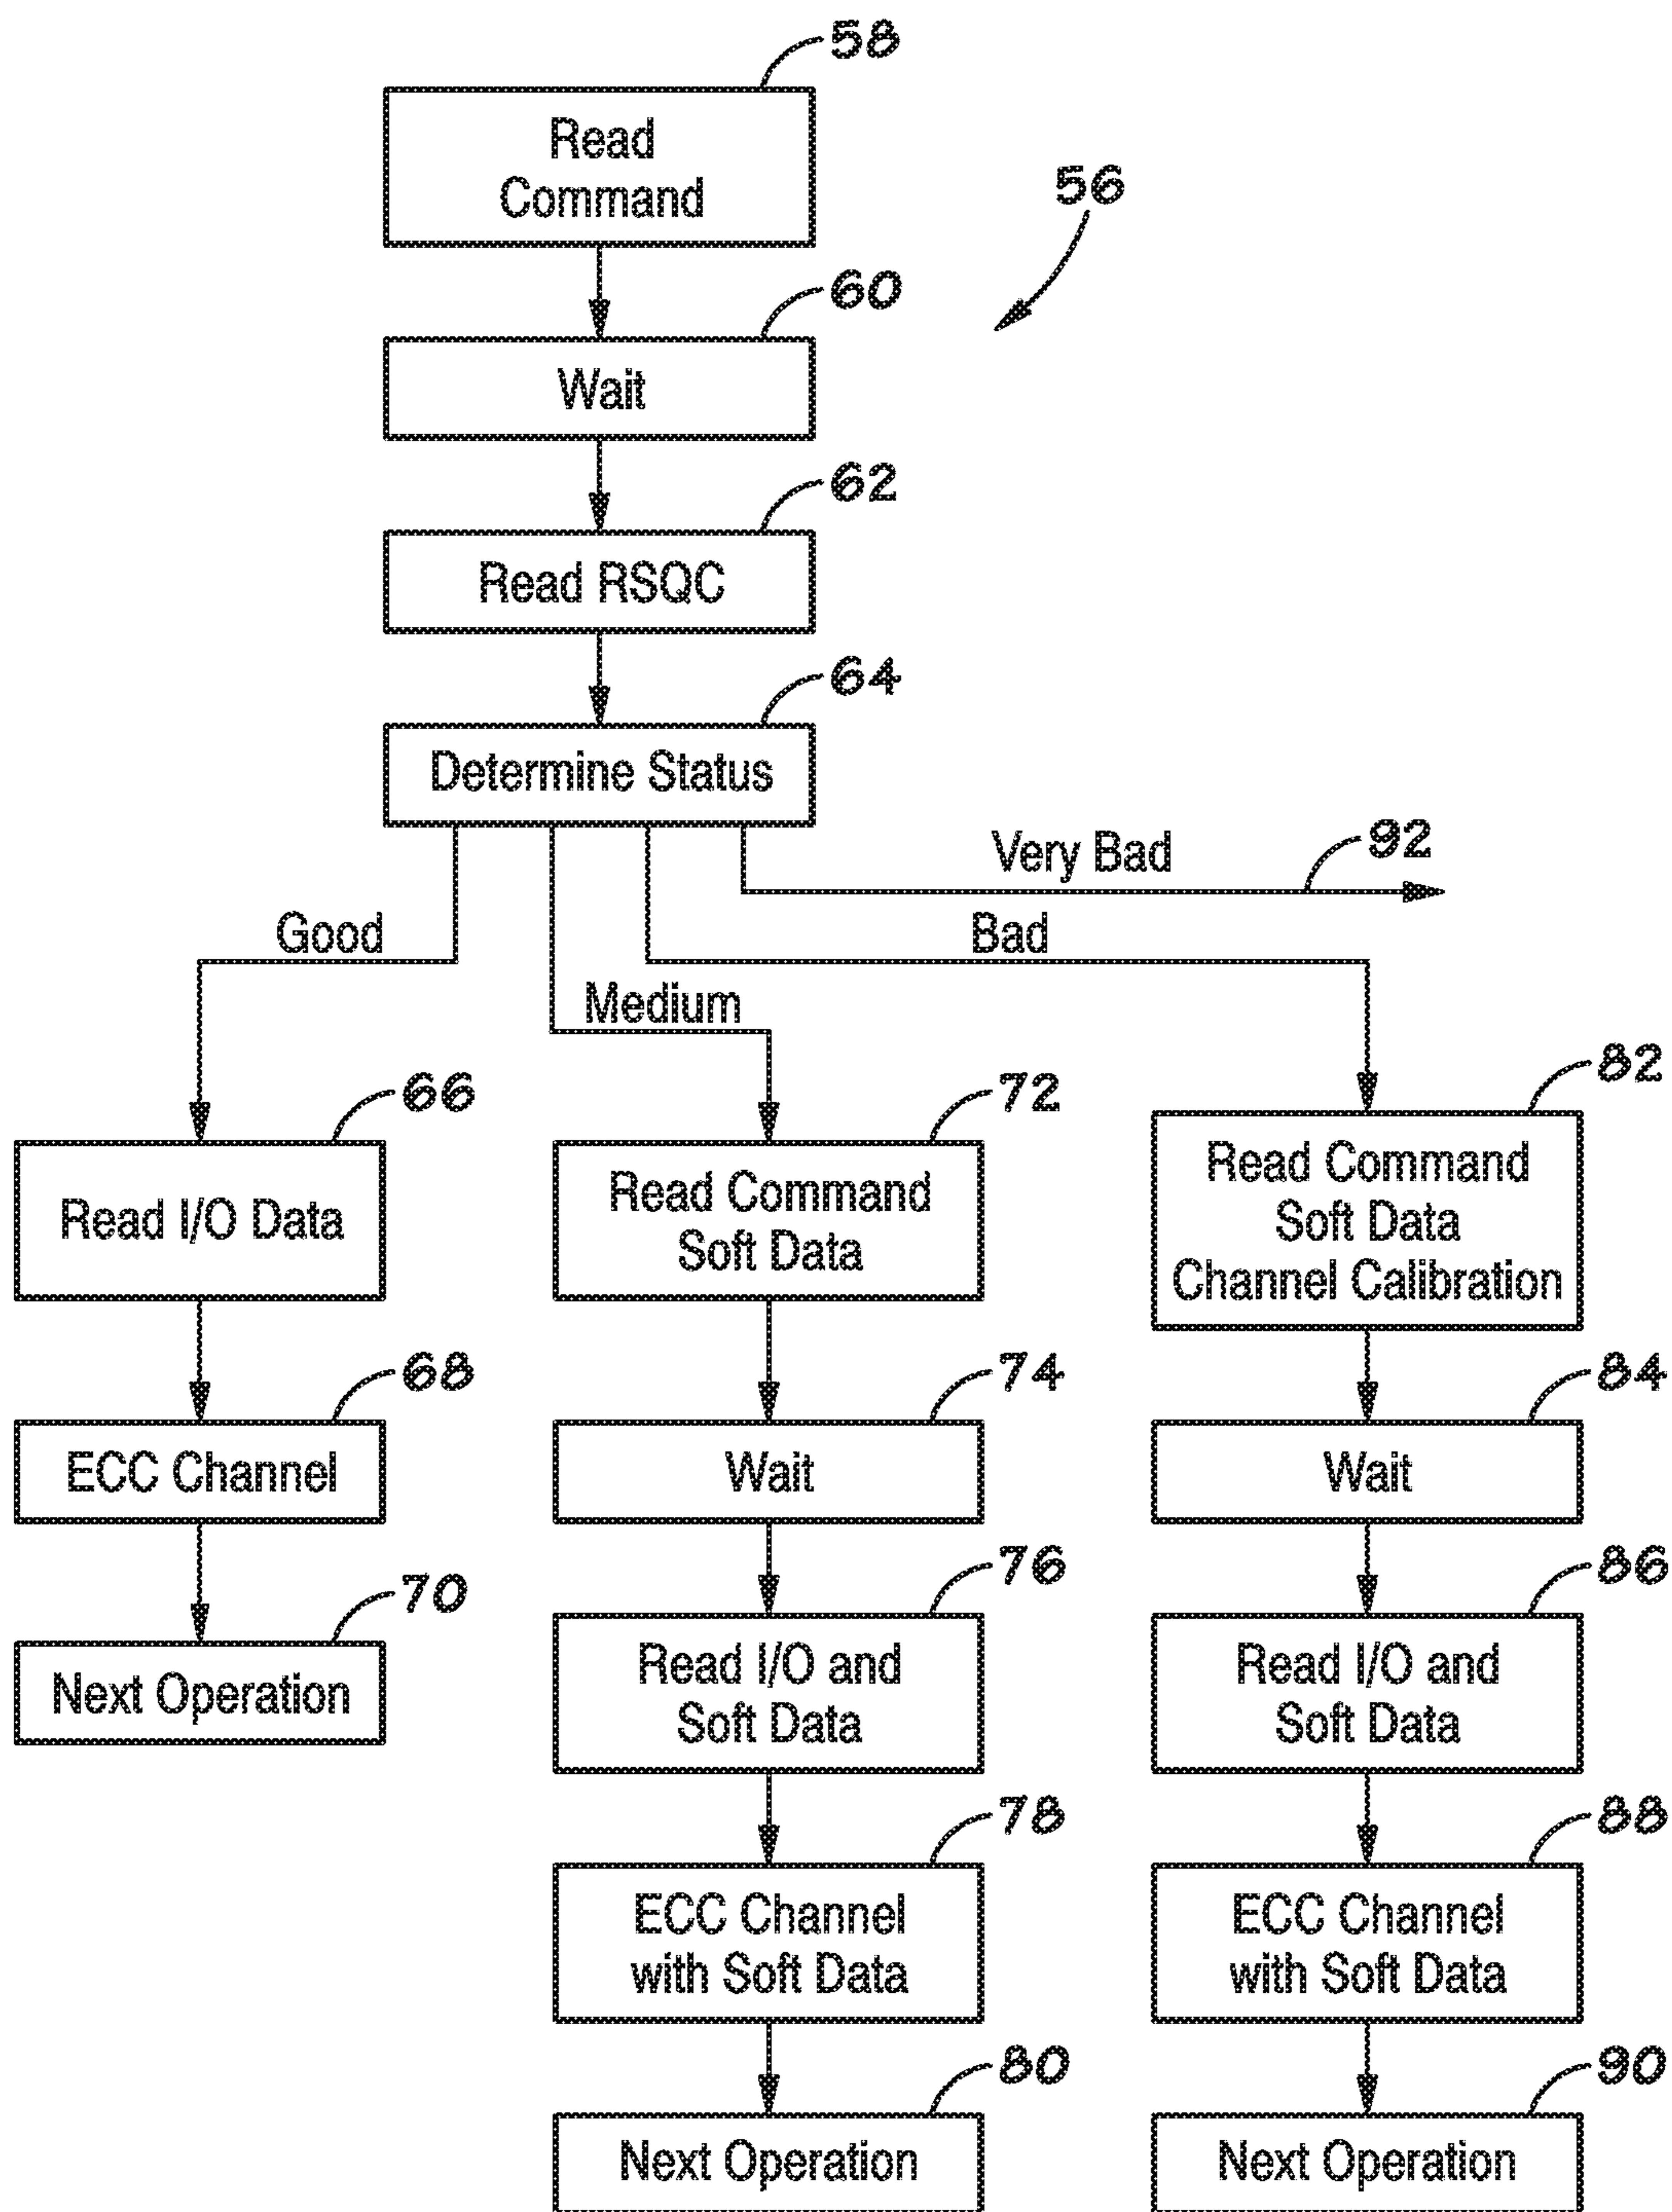 58
Read
Command
56
60
Wait
62
Read RSQC
64
Determine Status
Very Bad
92
Good
Bad
Medium
66
Read I/O Data
68
ECC Channel
70
Next Operation
72
Read Command
Soft Data
74
Wait
76
Read I/O and
Soft Data
78
ECC Channel
with Soft Data
80
Next Operation
82
Read Command
Soft Data
Channel Calibration
84
Wait
86
Read I/O and
Soft Data
88
ECC Channel
with Soft Data
90
Next Operation